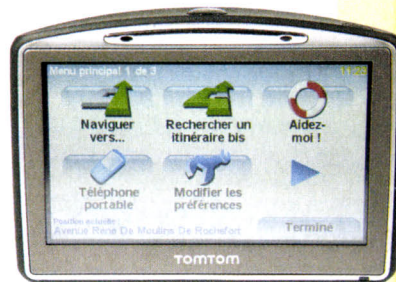 Menu principal 1 de 3
Naviguer
vers...
Rechercher un
itinéraire bis
Aidez-
moi !
Téléphone
portable
Modifier les
préférences
Position actuelle :
Avenue René De Moulins De Rochefort
Terminé
TOMTOM